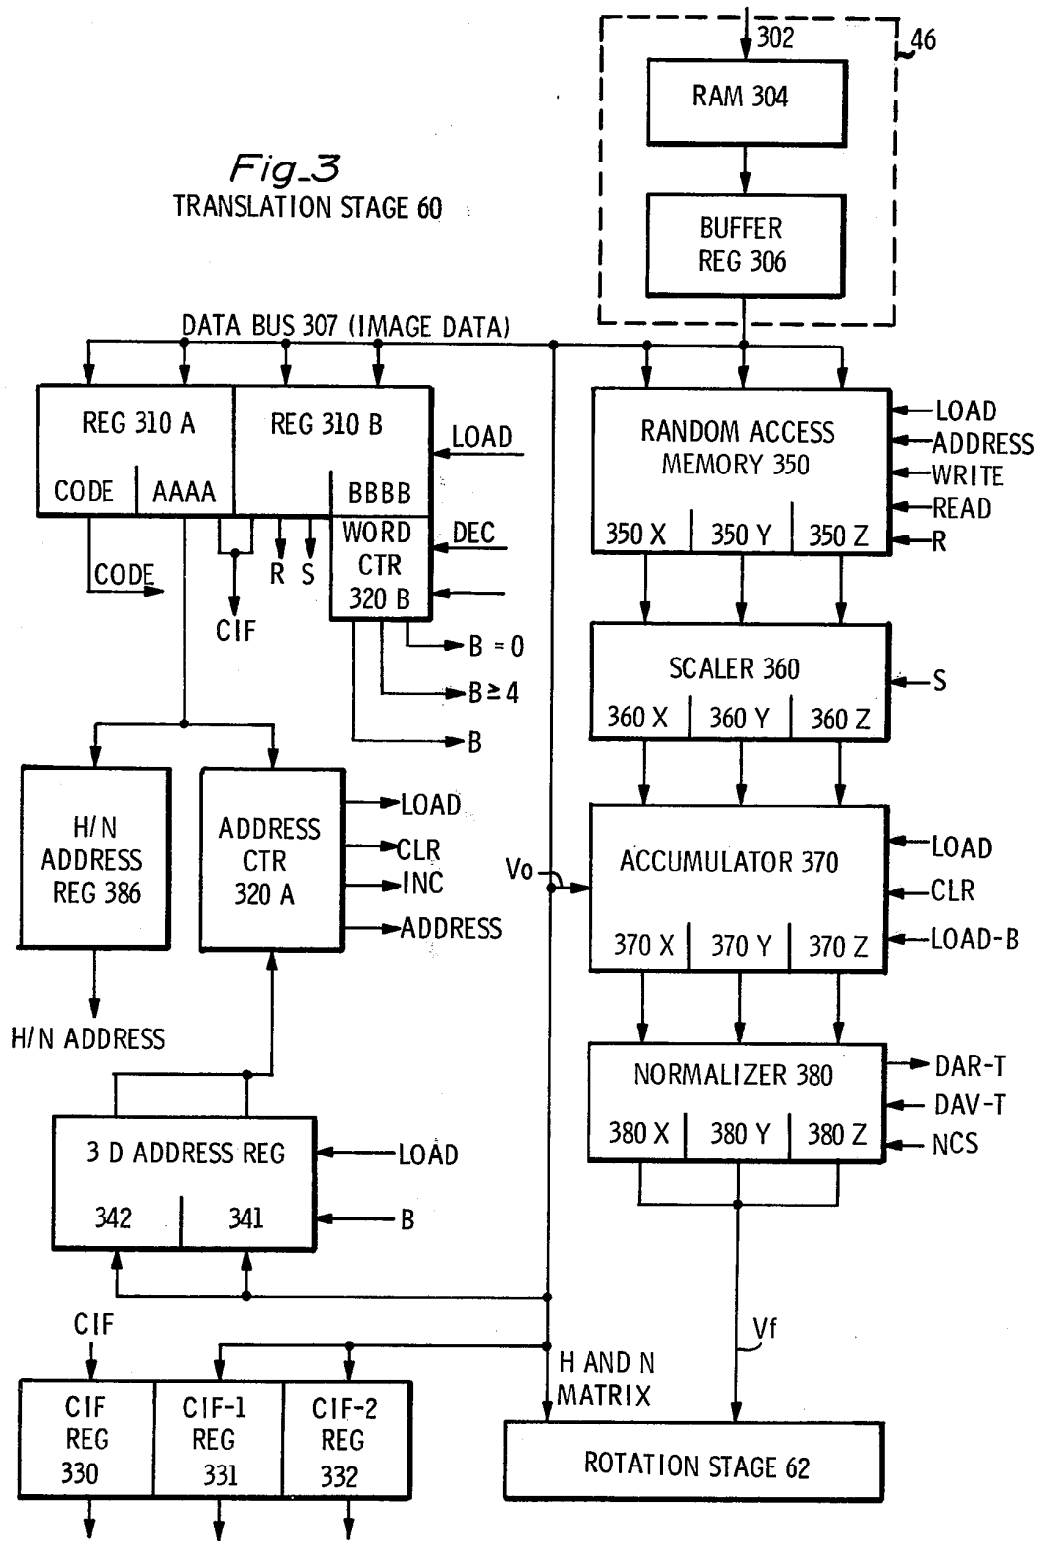 302
46
RAM 304
BUFFER
REG 306
Fig_3
TRANSLATION STAGE 60
DATA BUS 307 (IMAGE DATA)
REG 310 A
REG 310 B
CODE
AAAA
BBBB
LOAD
WORD
CTR
320 B
DEC
CODE
CIF
R
S
B = 0
B ≥ 4
B
RANDOM ACCESS
MEMORY 350
350 X
350 Y
350 Z
LOAD
ADDRESS
WRITE
READ
R
SCALER 360
360 X
360 Y
360 Z
S
H/N
ADDRESS
REG 386
ADDRESS
CTR
320 A
LOAD
CLR
INC
ADDRESS
H/N ADDRESS
Vo
ACCUMULATOR 370
370 X
370 Y
370 Z
LOAD
CLR
LOAD-B
NORMALIZER 380
380 X
380 Y
380 Z
DAR-T
DAV-T
NCS
3 D ADDRESS REG
342
341
LOAD
B
CIF
CIF
REG
330
CIF-1
REG
331
CIF-2
REG
332
H AND N
MATRIX
Vf
ROTATION STAGE 62